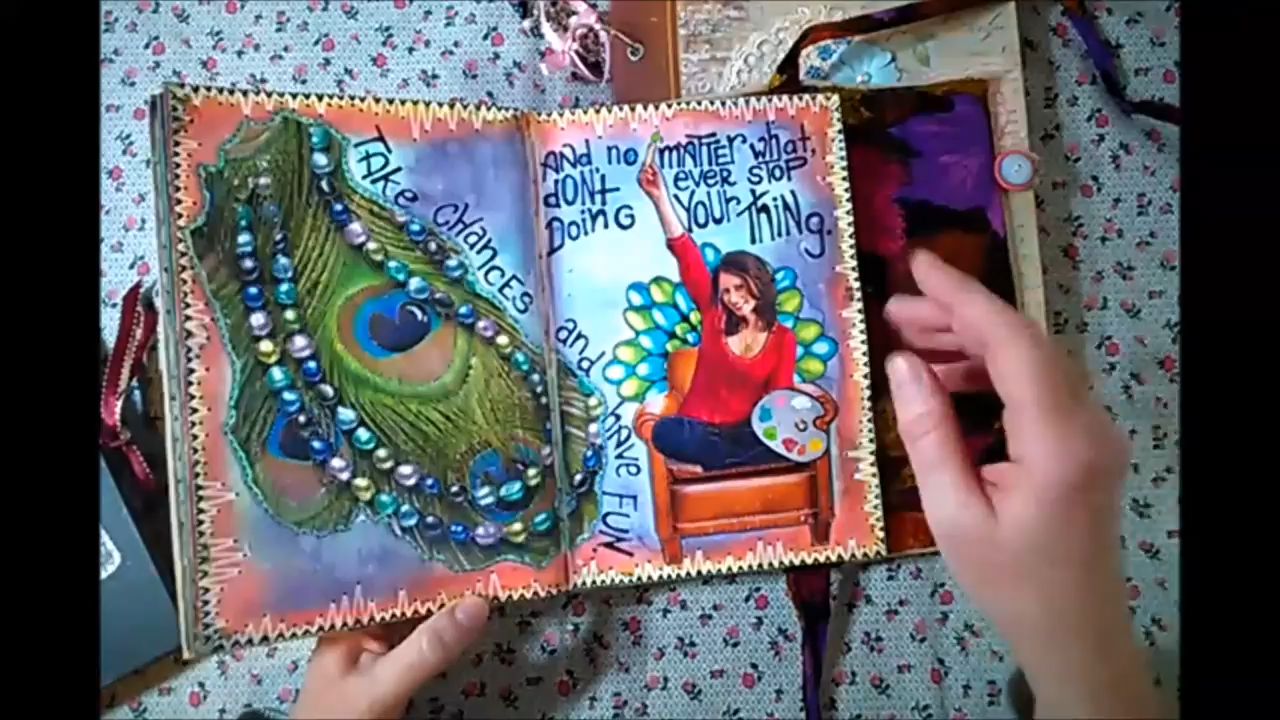 TAke CHANCES and HAVE FUN.
ANd no MATTER what,
dON'T EVER STOP
DOING YOUR THING.